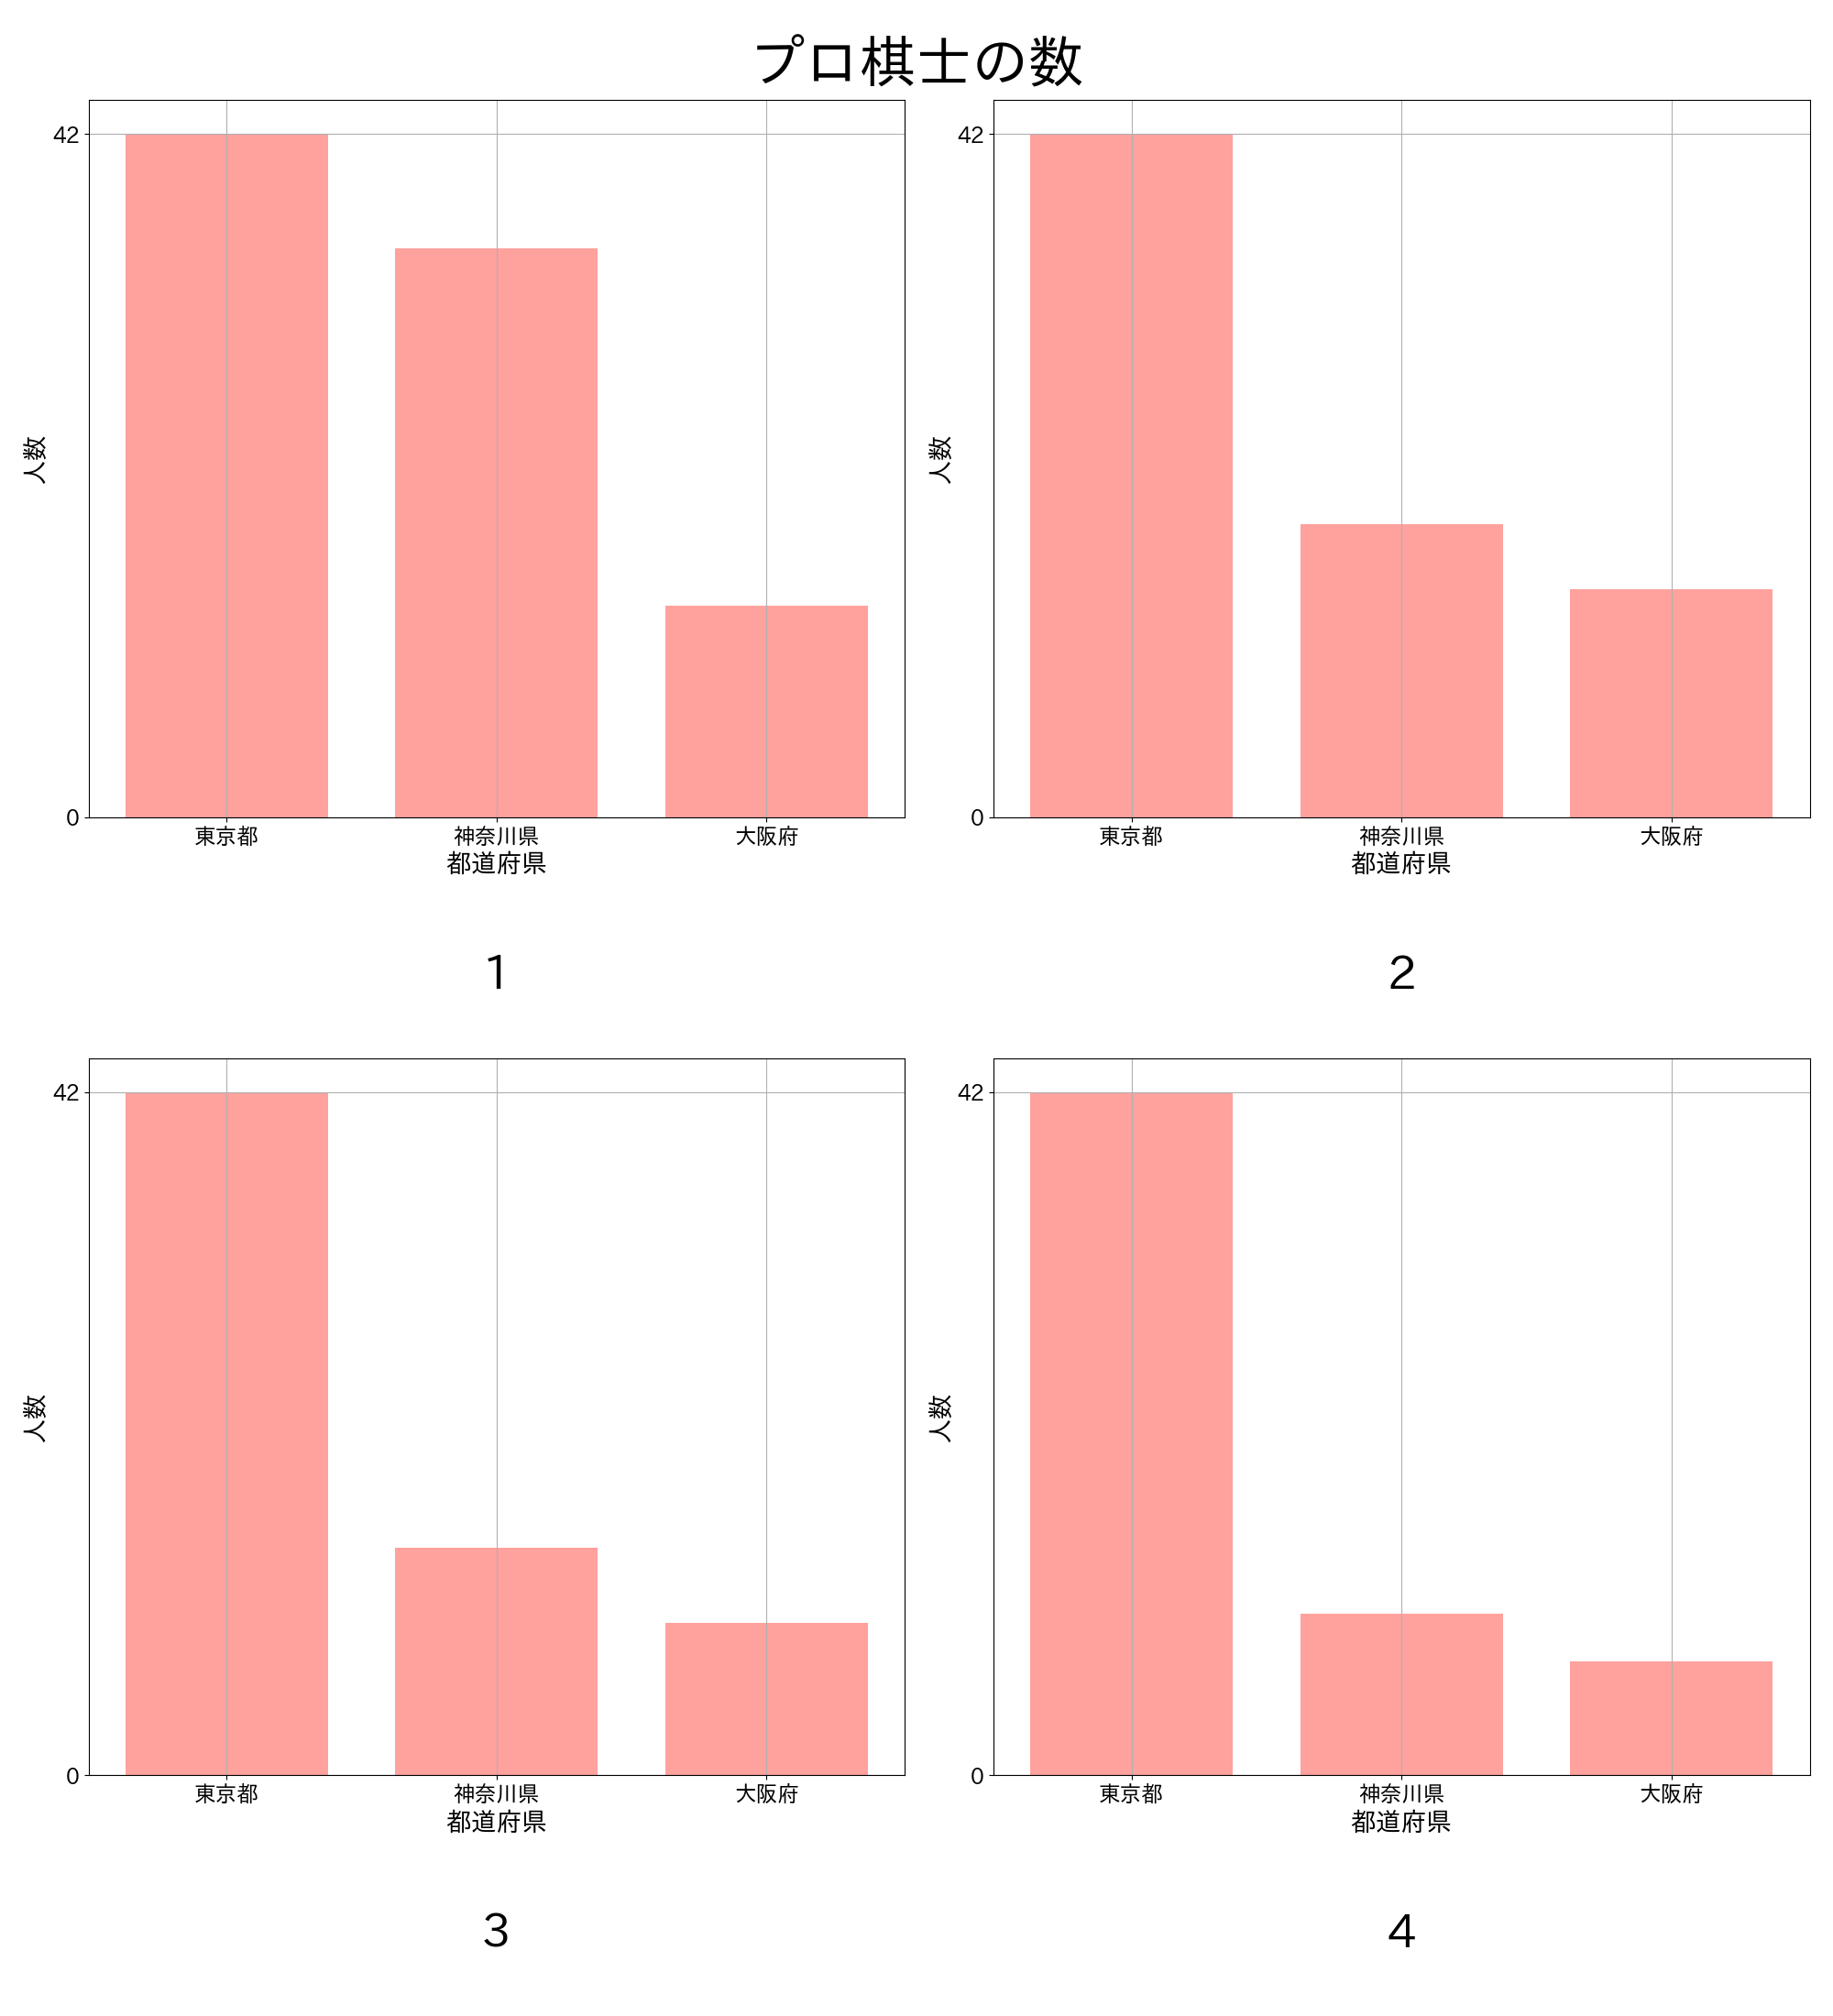 プロ棋士の数
42
0
人数
東京都 神奈川県 大阪府
都道府県
1
42
0
人数
東京都 神奈川県 大阪府
都道府県
2
42
0
人数
東京都 神奈川県 大阪府
都道府県
3
42
0
人数
東京都 神奈川県 大阪府
都道府県
4